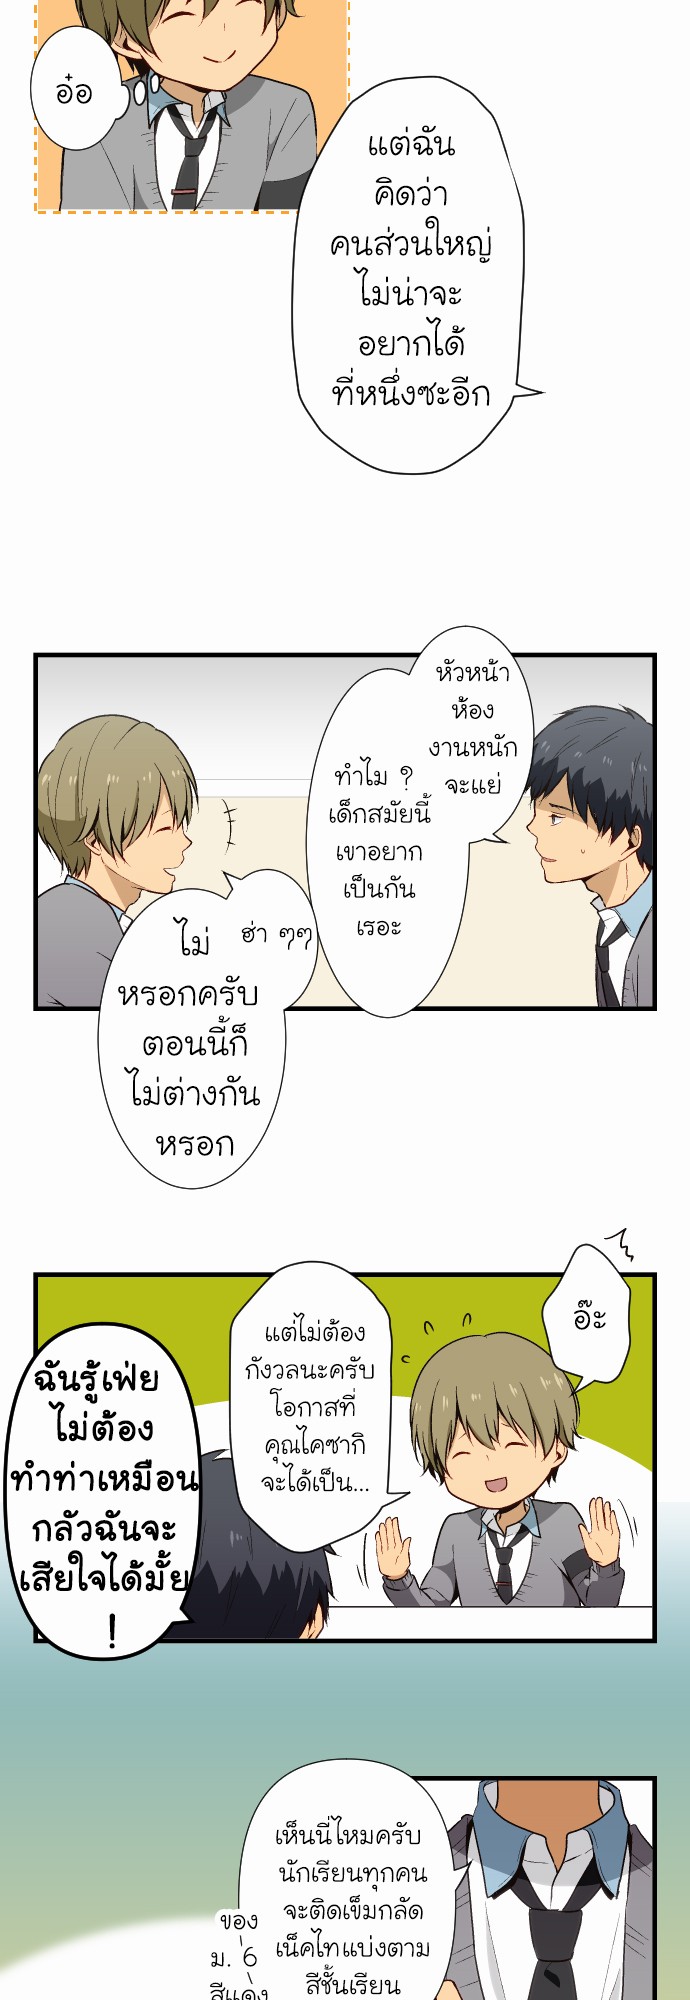 อ๋อ
แต่ฉัน
คิดว่า
คนส่วนใหญ่
ไม่น่าจะ
อยากได้
ที่หนึ่งซะอีก
หัวหน้า
ห้อง
งานหนัก
จะแย่
ทำไม ?
เด็กสมัยนี้
เขาอยาก
เป็นกัน
เรอะ
ฮ่า ๆๆ
ไม่
หรอกครับ
ตอนนี้ก็
ไม่ต่างกัน
หรอก
อ๊ะ
แต่ไม่ต้อง
กังวลนะครับ
โอกาสที่
คุณไคซากิ
จะได้เป็น...
ฉันรู้เฟ่ย
ไม่ต้อง
ทำท่าเหมือน
กลัวฉันจะ
เสียใจได้มั้ย
!
เห็นนี่ไหมครับ
นักเรียนทุกคน
จะติดเข็มกลัด
เน็คไทแบ่งตาม
สีชั้นเรียน
ของ
ม. 6
สีแดง